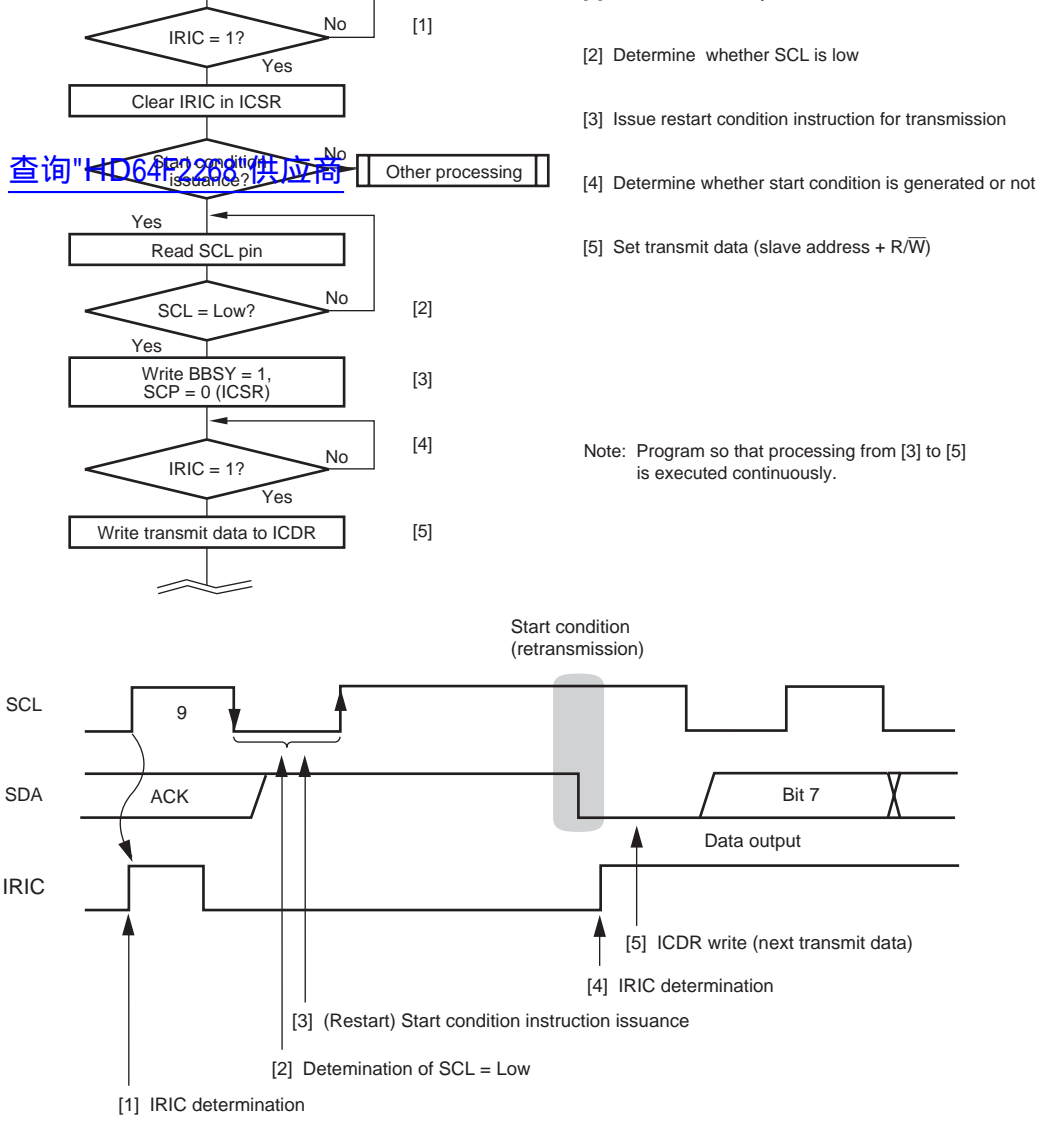 IRIC = 1?
No
[1]
Yes
[2] Determine whether SCL is low
Clear IRIC in ICSR
[3] Issue restart condition instruction for transmission
Start condition
issuance?
No
查询"HD64F2268"供应商
Other processing
[4] Determine whether start condition is generated or not
Yes
Read SCL pin
[5] Set transmit data (slave address + R/W̅)
SCL = Low?
No
[2]
Yes
Write BBSY = 1,
SCP = 0 (ICSR)
[3]
[4]
IRIC = 1?
No
Yes
Note: Program so that processing from [3] to [5]
is executed continuously.
Write transmit data to ICDR
[5]
Start condition
(retransmission)
SCL
9
SDA
ACK
Bit 7
Data output
IRIC
[5] ICDR write (next transmit data)
[4] IRIC determination
[3] (Restart) Start condition instruction issuance
[2] Detemination of SCL = Low
[1] IRIC determination